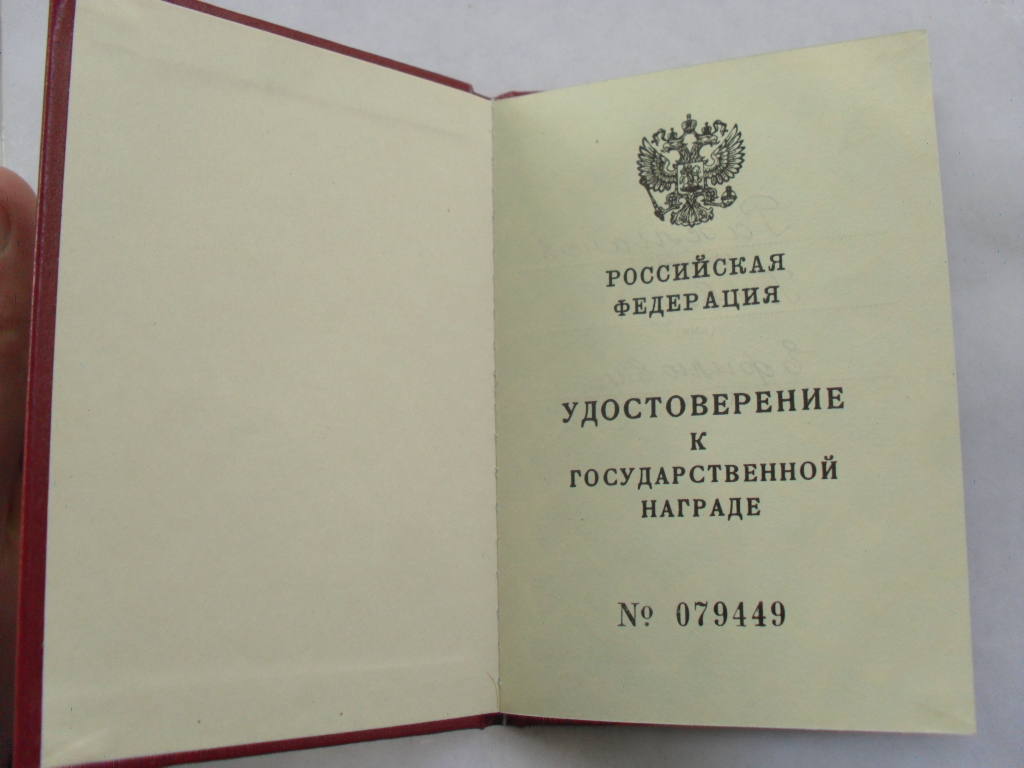 РОССИЙСКАЯ
ФЕДЕРАЦИЯ
УДОСТОВЕРЕНИЕ
К
ГОСУДАРСТВЕННОЙ
НАГРАДЕ
№ 079449